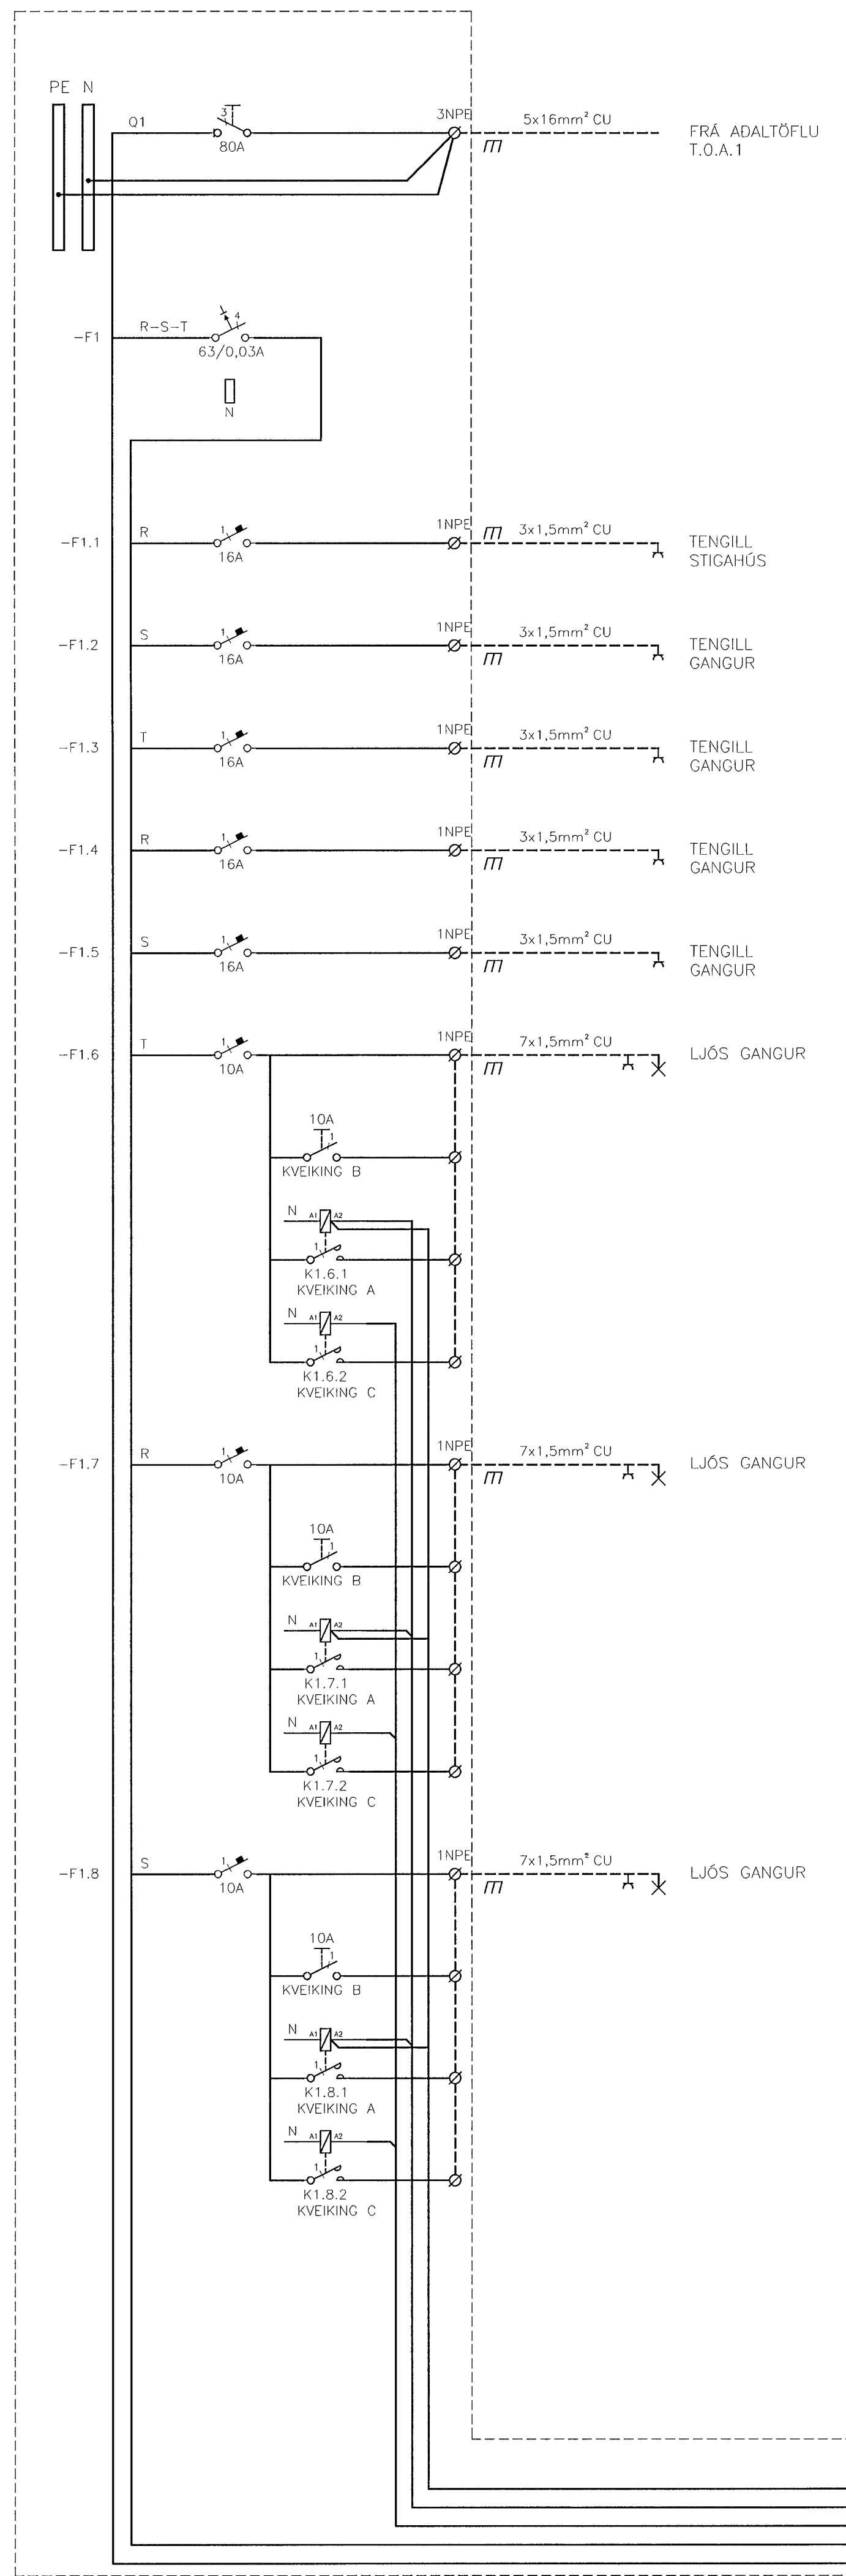 PE N
Q1
3
80A
3NPE
5x16mm² CU
FRÁ AÐALTÖFLU
T.O.A.1
-F1
R-S-T
4
63/0,03A
N
-F1.1
R
1
16A
1NPE
3x1,5mm² CU
TENGILL
STIGAHÚS
-F1.2
S
1
16A
1NPE
3x1,5mm² CU
TENGILL
GANGUR
-F1.3
T
1
16A
1NPE
3x1,5mm² CU
TENGILL
GANGUR
-F1.4
R
1
16A
1NPE
3x1,5mm² CU
TENGILL
GANGUR
-F1.5
S
1
16A
1NPE
3x1,5mm² CU
TENGILL
GANGUR
-F1.6
T
1
10A
1NPE
7x1,5mm² CU
LJÓS GANGUR
10A
1
KVEIKING B
N A1 A2
1
K1.6.1
KVEIKING A
N A1 A2
1
K1.6.2
KVEIKING C
-F1.7
R
1
10A
1NPE
7x1,5mm² CU
LJÓS GANGUR
10A
1
KVEIKING B
N A1 A2
1
K1.7.1
KVEIKING A
N A1 A2
1
K1.7.2
KVEIKING C
-F1.8
S
1
10A
1NPE
7x1,5mm² CU
LJÓS GANGUR
10A
1
KVEIKING B
N A1 A2
1
K1.8.1
KVEIKING A
N A1 A2
1
K1.8.2
KVEIKING C